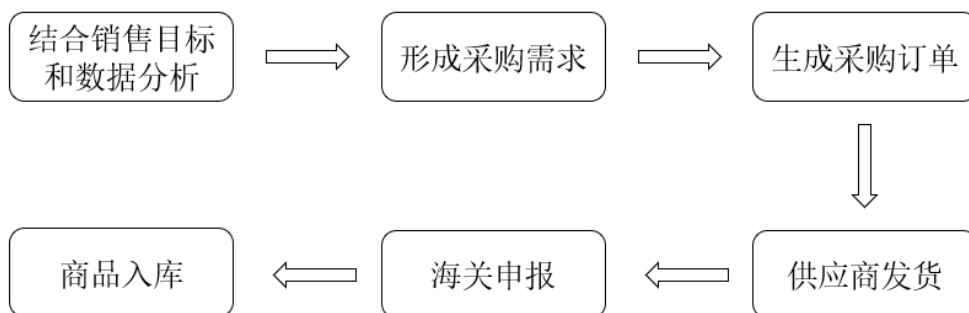 结合销售目标
和数据分析
形成采购需求
生成采购订单
供应商发货
海关申报
商品入库